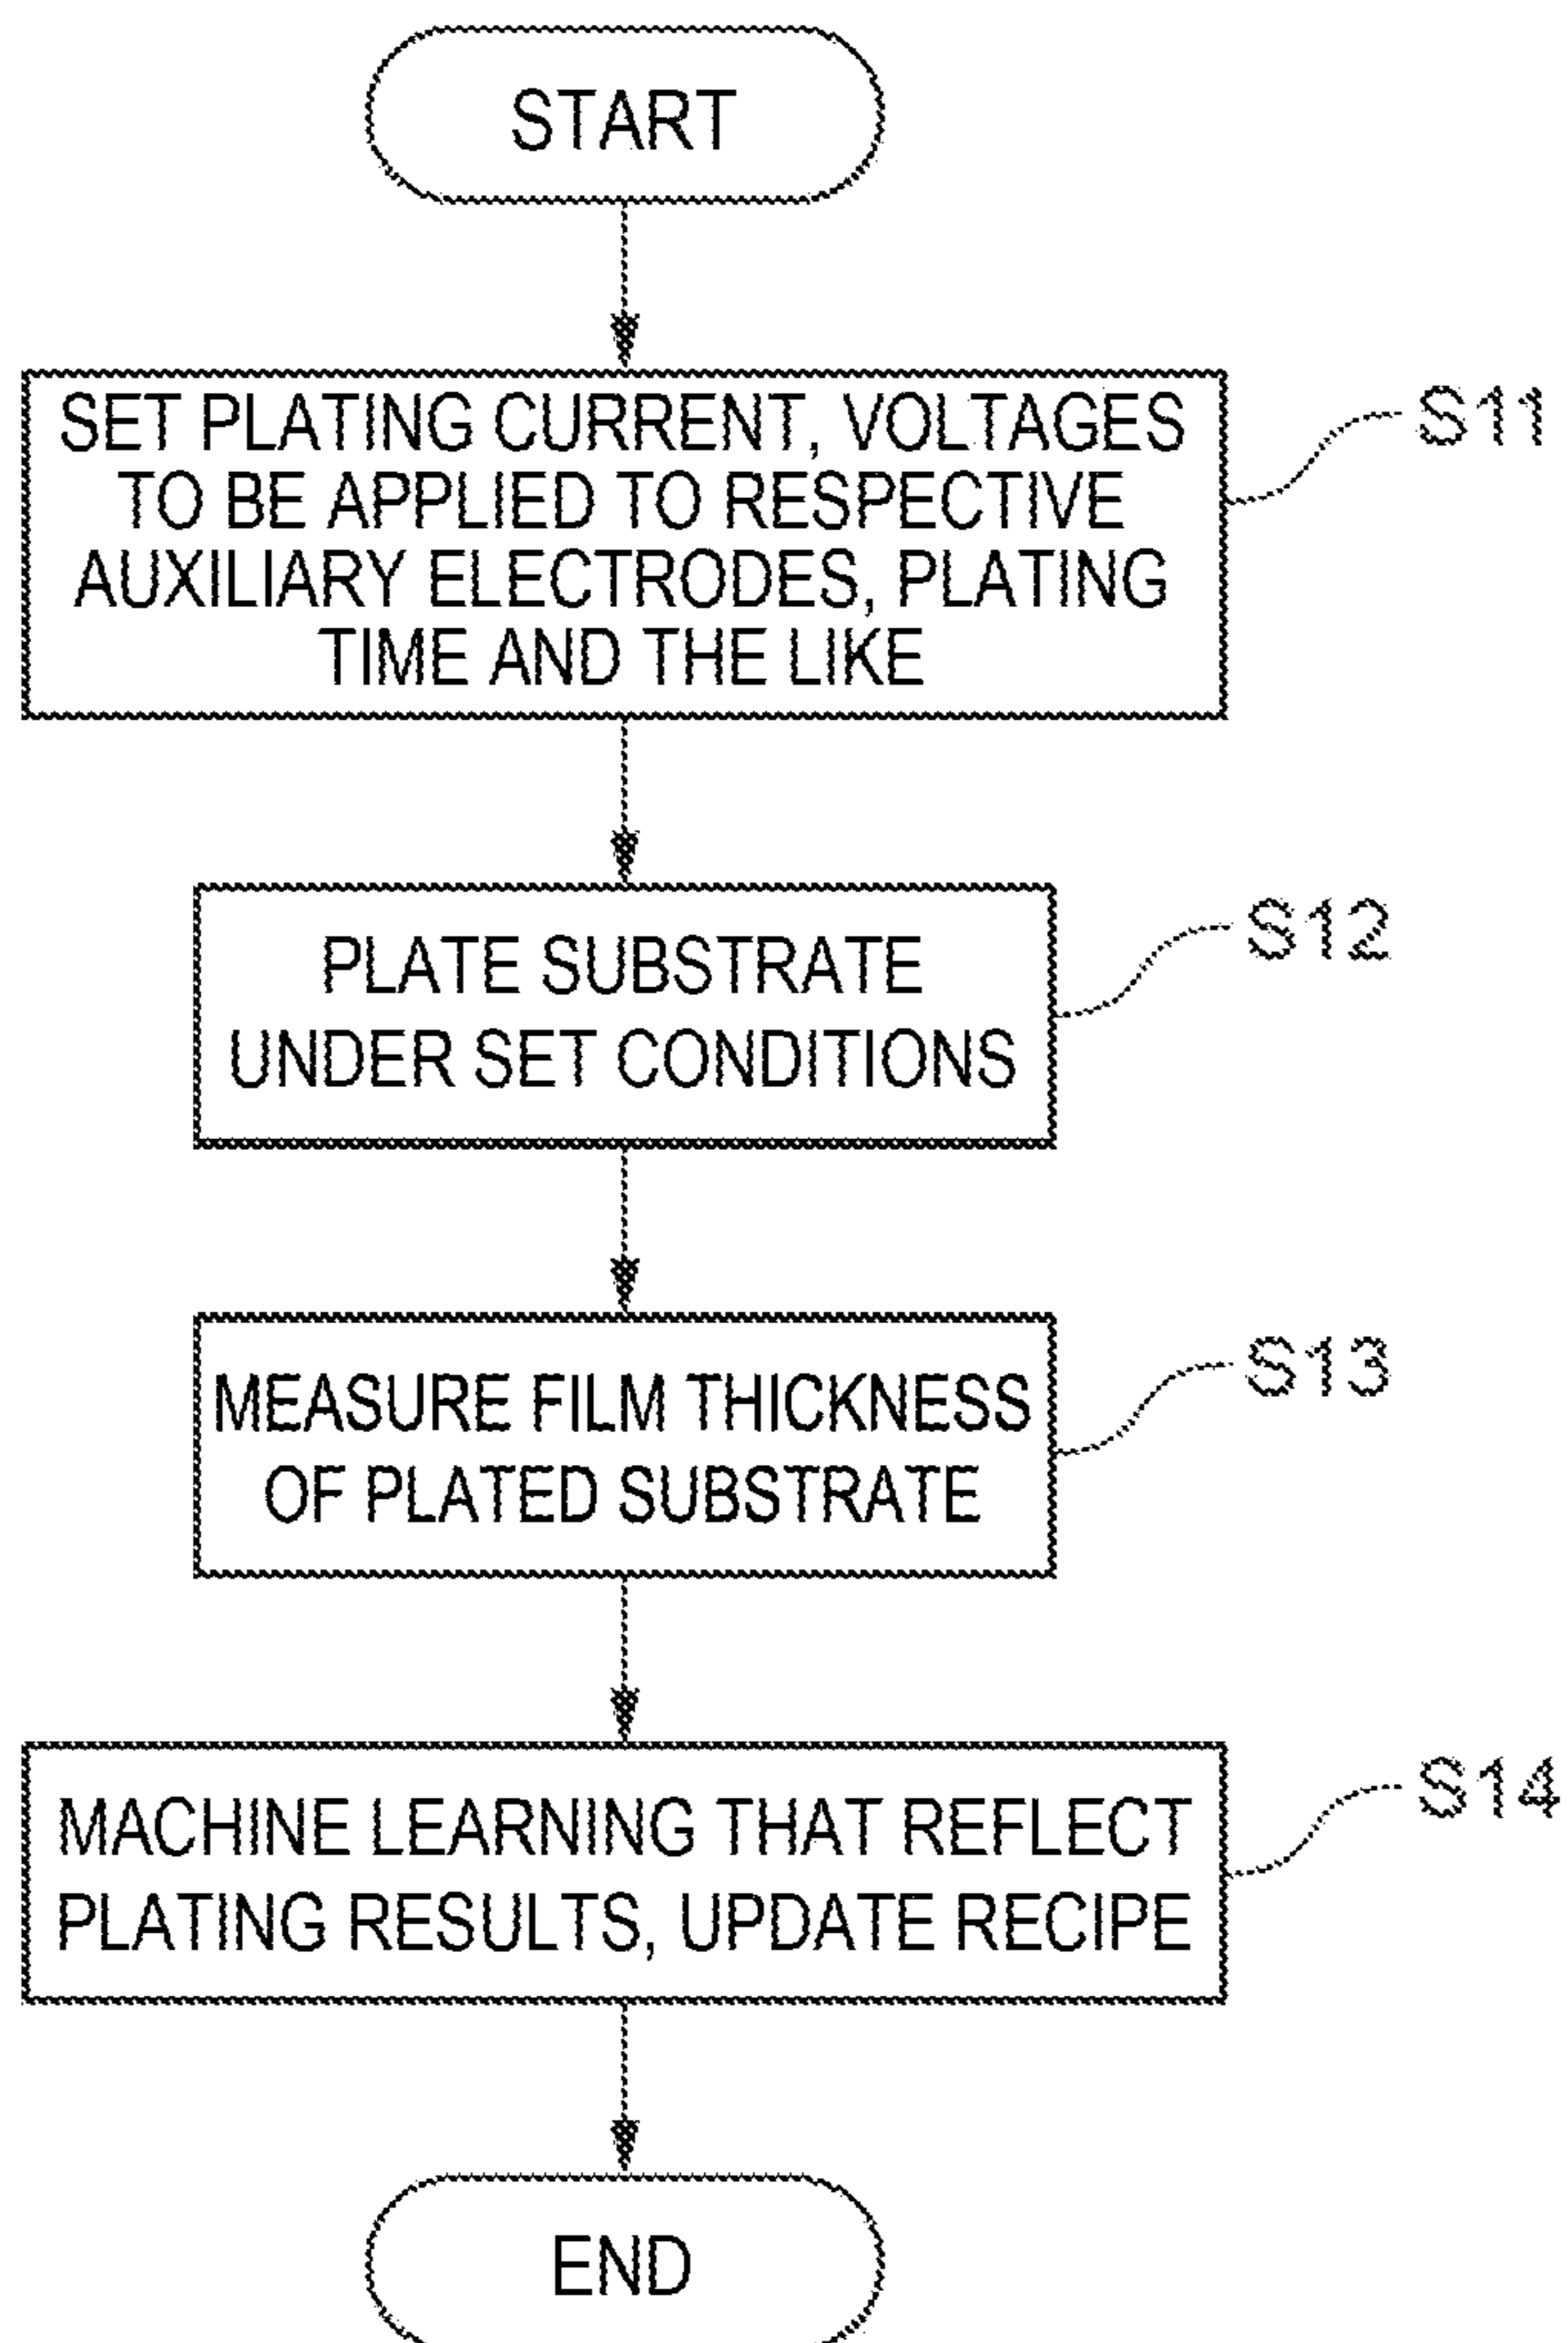 START
SET PLATING CURRENT, VOLTAGES
TO BE APPLIED TO RESPECTIVE
AUXILIARY ELECTRODES, PLATING
TIME AND THE LIKE
S11
PLATE SUBSTRATE
UNDER SET CONDITIONS
S12
MEASURE FILM THICKNESS
OF PLATED SUBSTRATE
S13
MACHINE LEARNING THAT REFLECT
PLATING RESULTS, UPDATE RECIPE
S14
END